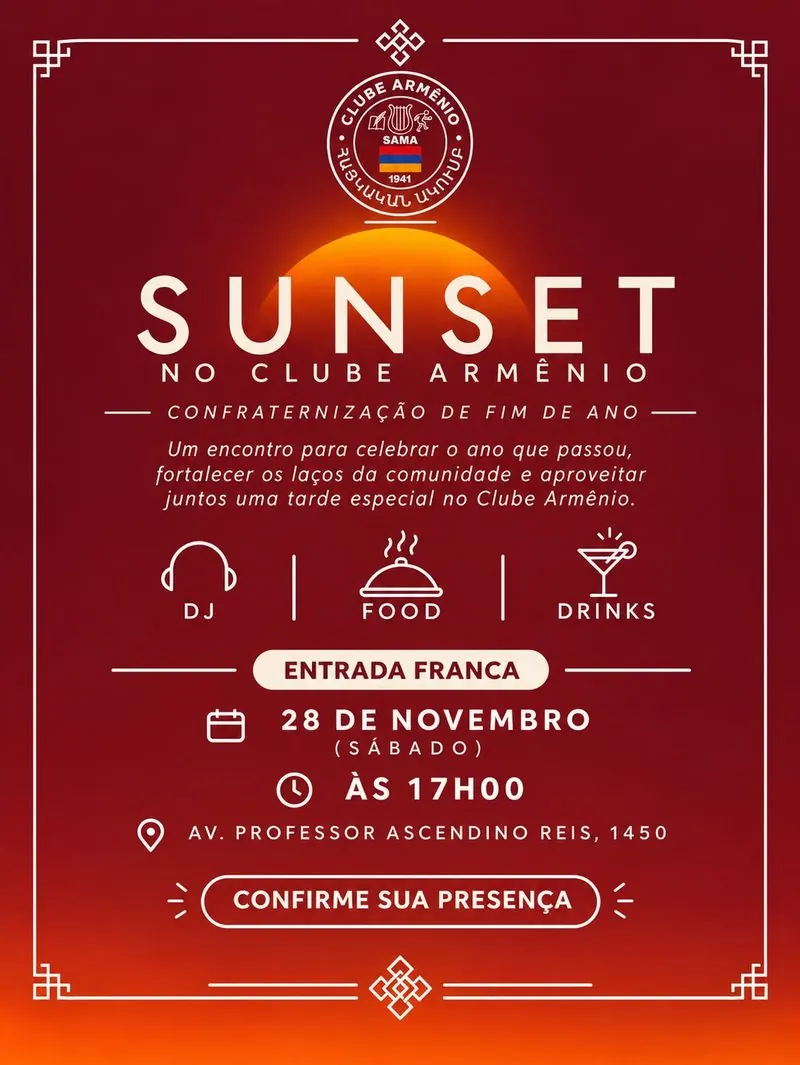 CLUBE ARMÊNIO
SAMA
1941
ՀԱՅԿԱԿԱՆ ԱԿՈՒՄԲ
SUNSET
NO CLUBE ARMÊNIO
CONFRATERNIZAÇÃO DE FIM DE ANO
Um encontro para celebrar o ano que passou,
fortalecer os laços da comunidade e aproveitar
juntos uma tarde especial no Clube Armênio.
DJ
FOOD
DRINKS
ENTRADA FRANCA
28 DE NOVEMBRO
(SÁBADO)
ÀS 17H00
AV. PROFESSOR ASCENDINO REIS, 1450
CONFIRME SUA PRESENÇA